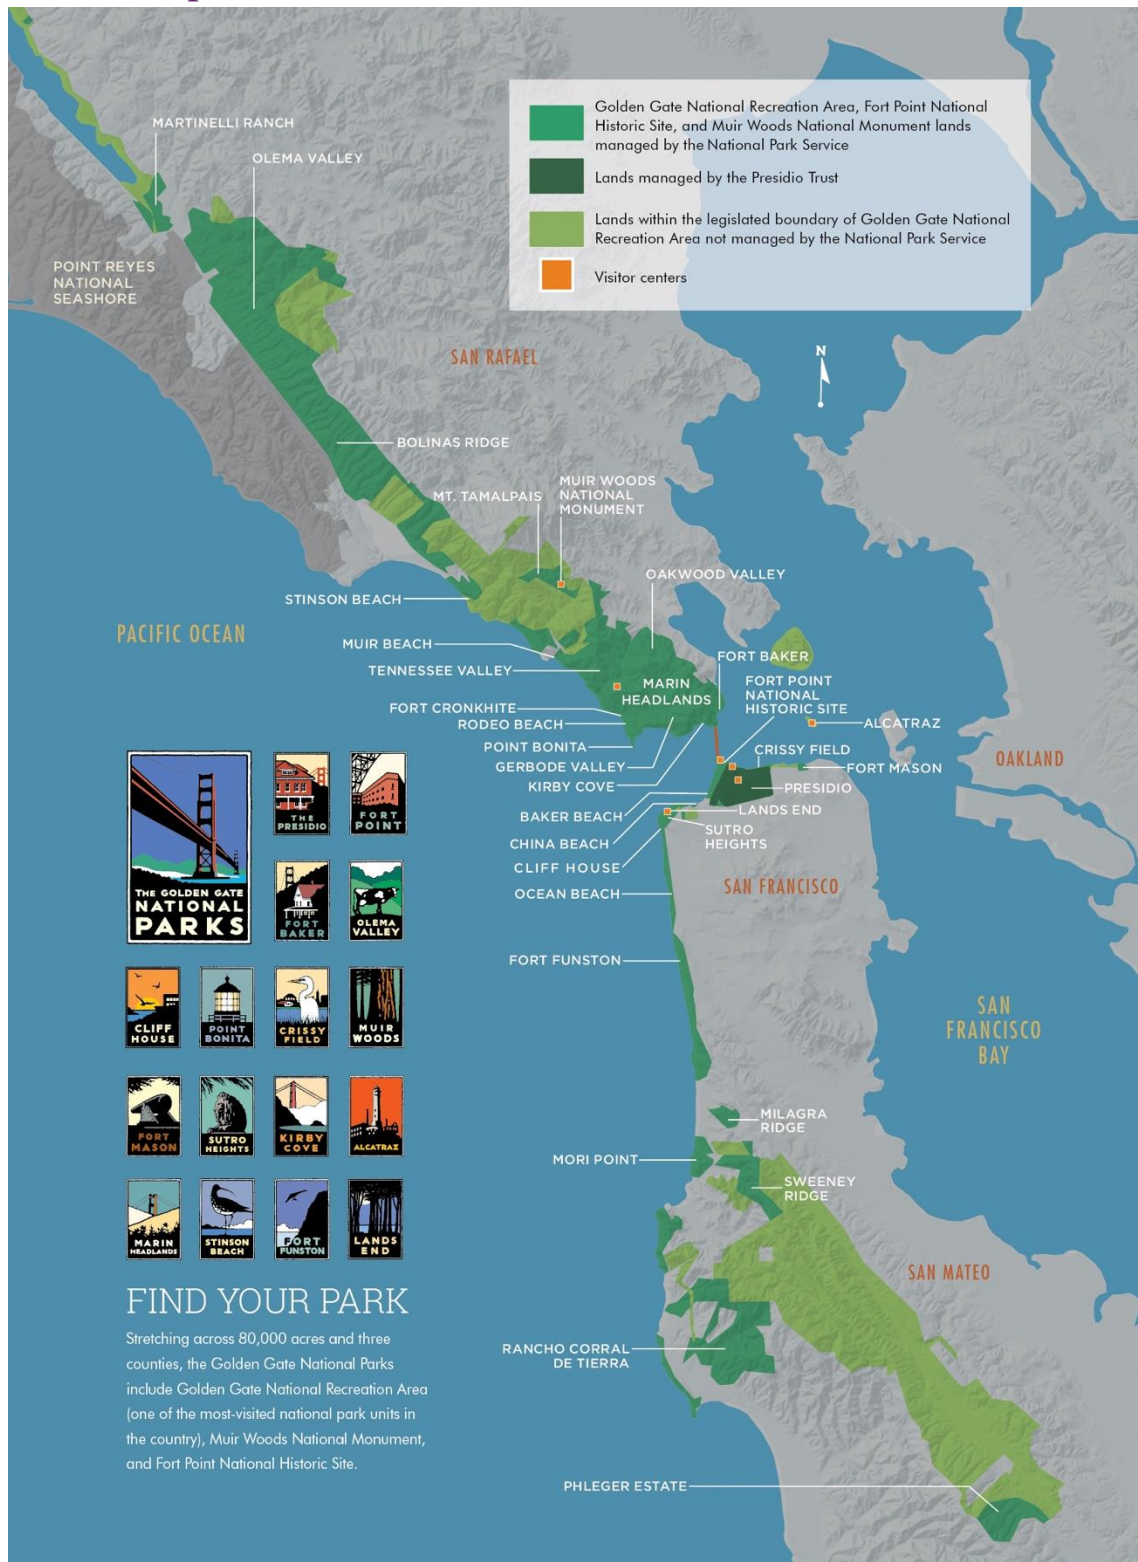 MARTINELLI RANCH
OLEMA VALLEY
POINT REYES
NATIONAL
SEASHORE
Golden Gate National Recreation Area, Fort Point National
Historic Site, and Muir Woods National Monument lands
managed by the National Park Service
Lands managed by the Presidio Trust
Lands within the legislated boundary of Golden Gate National
Recreation Area not managed by the National Park Service
Visitor centers
N
SAN RAFAEL
BOLINAS RIDGE
MT. TAMALPAIS
MUIR WOODS
NATIONAL
MONUMENT
OAKWOOD VALLEY
STINSON BEACH
PACIFIC OCEAN
MUIR BEACH
TENNESSEE VALLEY
MARIN
HEADLANDS
FORT BAKER
FORT POINT
NATIONAL
HISTORIC SITE
FORT CRONKHITE
RODEO BEACH
ALCATRAZ
POINT BONITA
GERBODE VALLEY
KIRBY COVE
CRISSY FIELD
FORT MASON
OAKLAND
PRESIDIO
BAKER BEACH
LANDS END
CHINA BEACH
SUTRO
HEIGHTS
CLIFF HOUSE
OCEAN BEACH
SAN FRANCISCO
FORT FUNSTON
SAN
FRANCISCO
BAY
MILAGRA
RIDGE
MORI POINT
SWEENEY
RIDGE
SAN MATEO
RANCHO CORRAL
DE TIERRA
PHLEGER ESTATE
THE GOLDEN GATE
NATIONAL
PARKS
THE
PRESIDIO
FORT
POINT
FORT
BAKER
OLEMA
VALLEY
CLIFF
HOUSE
POINT
BONITA
CRISSY
FIELD
MUIR
WOODS
FORT
MASON
SUTRO
HEIGHTS
KIRBY
COVE
ALCATRAZ
MARIN
HEADLANDS
STINSON
BEACH
FORT
FUNSTON
LANDS
END
FIND YOUR PARK
Stretching across 80,000 acres and three
counties, the Golden Gate National Parks
include Golden Gate National Recreation Area
(one of the most-visited national park units in
the country), Muir Woods National Monument,
and Fort Point National Historic Site.